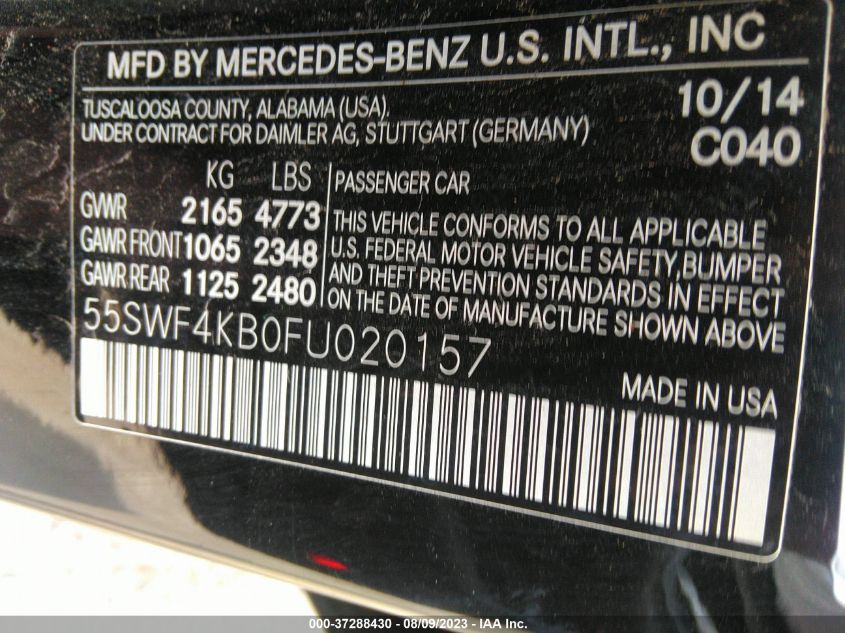 MFD BY MERCEDES-BENZ U.S. INTL., INC
TUSCALOOSA COUNTY, ALABAMA (USA).
UNDER CONTRACT FOR DAIMLER AG, STUTTGART (GERMANY)
10/14
C040
KG LBS
GVWR 2165 4773
GAWR FRONT 1065 2348
GAWR REAR 1125 2480
PASSENGER CAR
THIS VEHICLE CONFORMS TO ALL APPLICABLE
U.S. FEDERAL MOTOR VEHICLE SAFETY, BUMPER
AND THEFT PREVENTION STANDARDS IN EFFECT
ON THE DATE OF MANUFACTURE SHOWN ABOVE
55SWF4KB0FU020157
MADE IN USA
000-37288430 - 08/09/2023 - © IAA Inc.